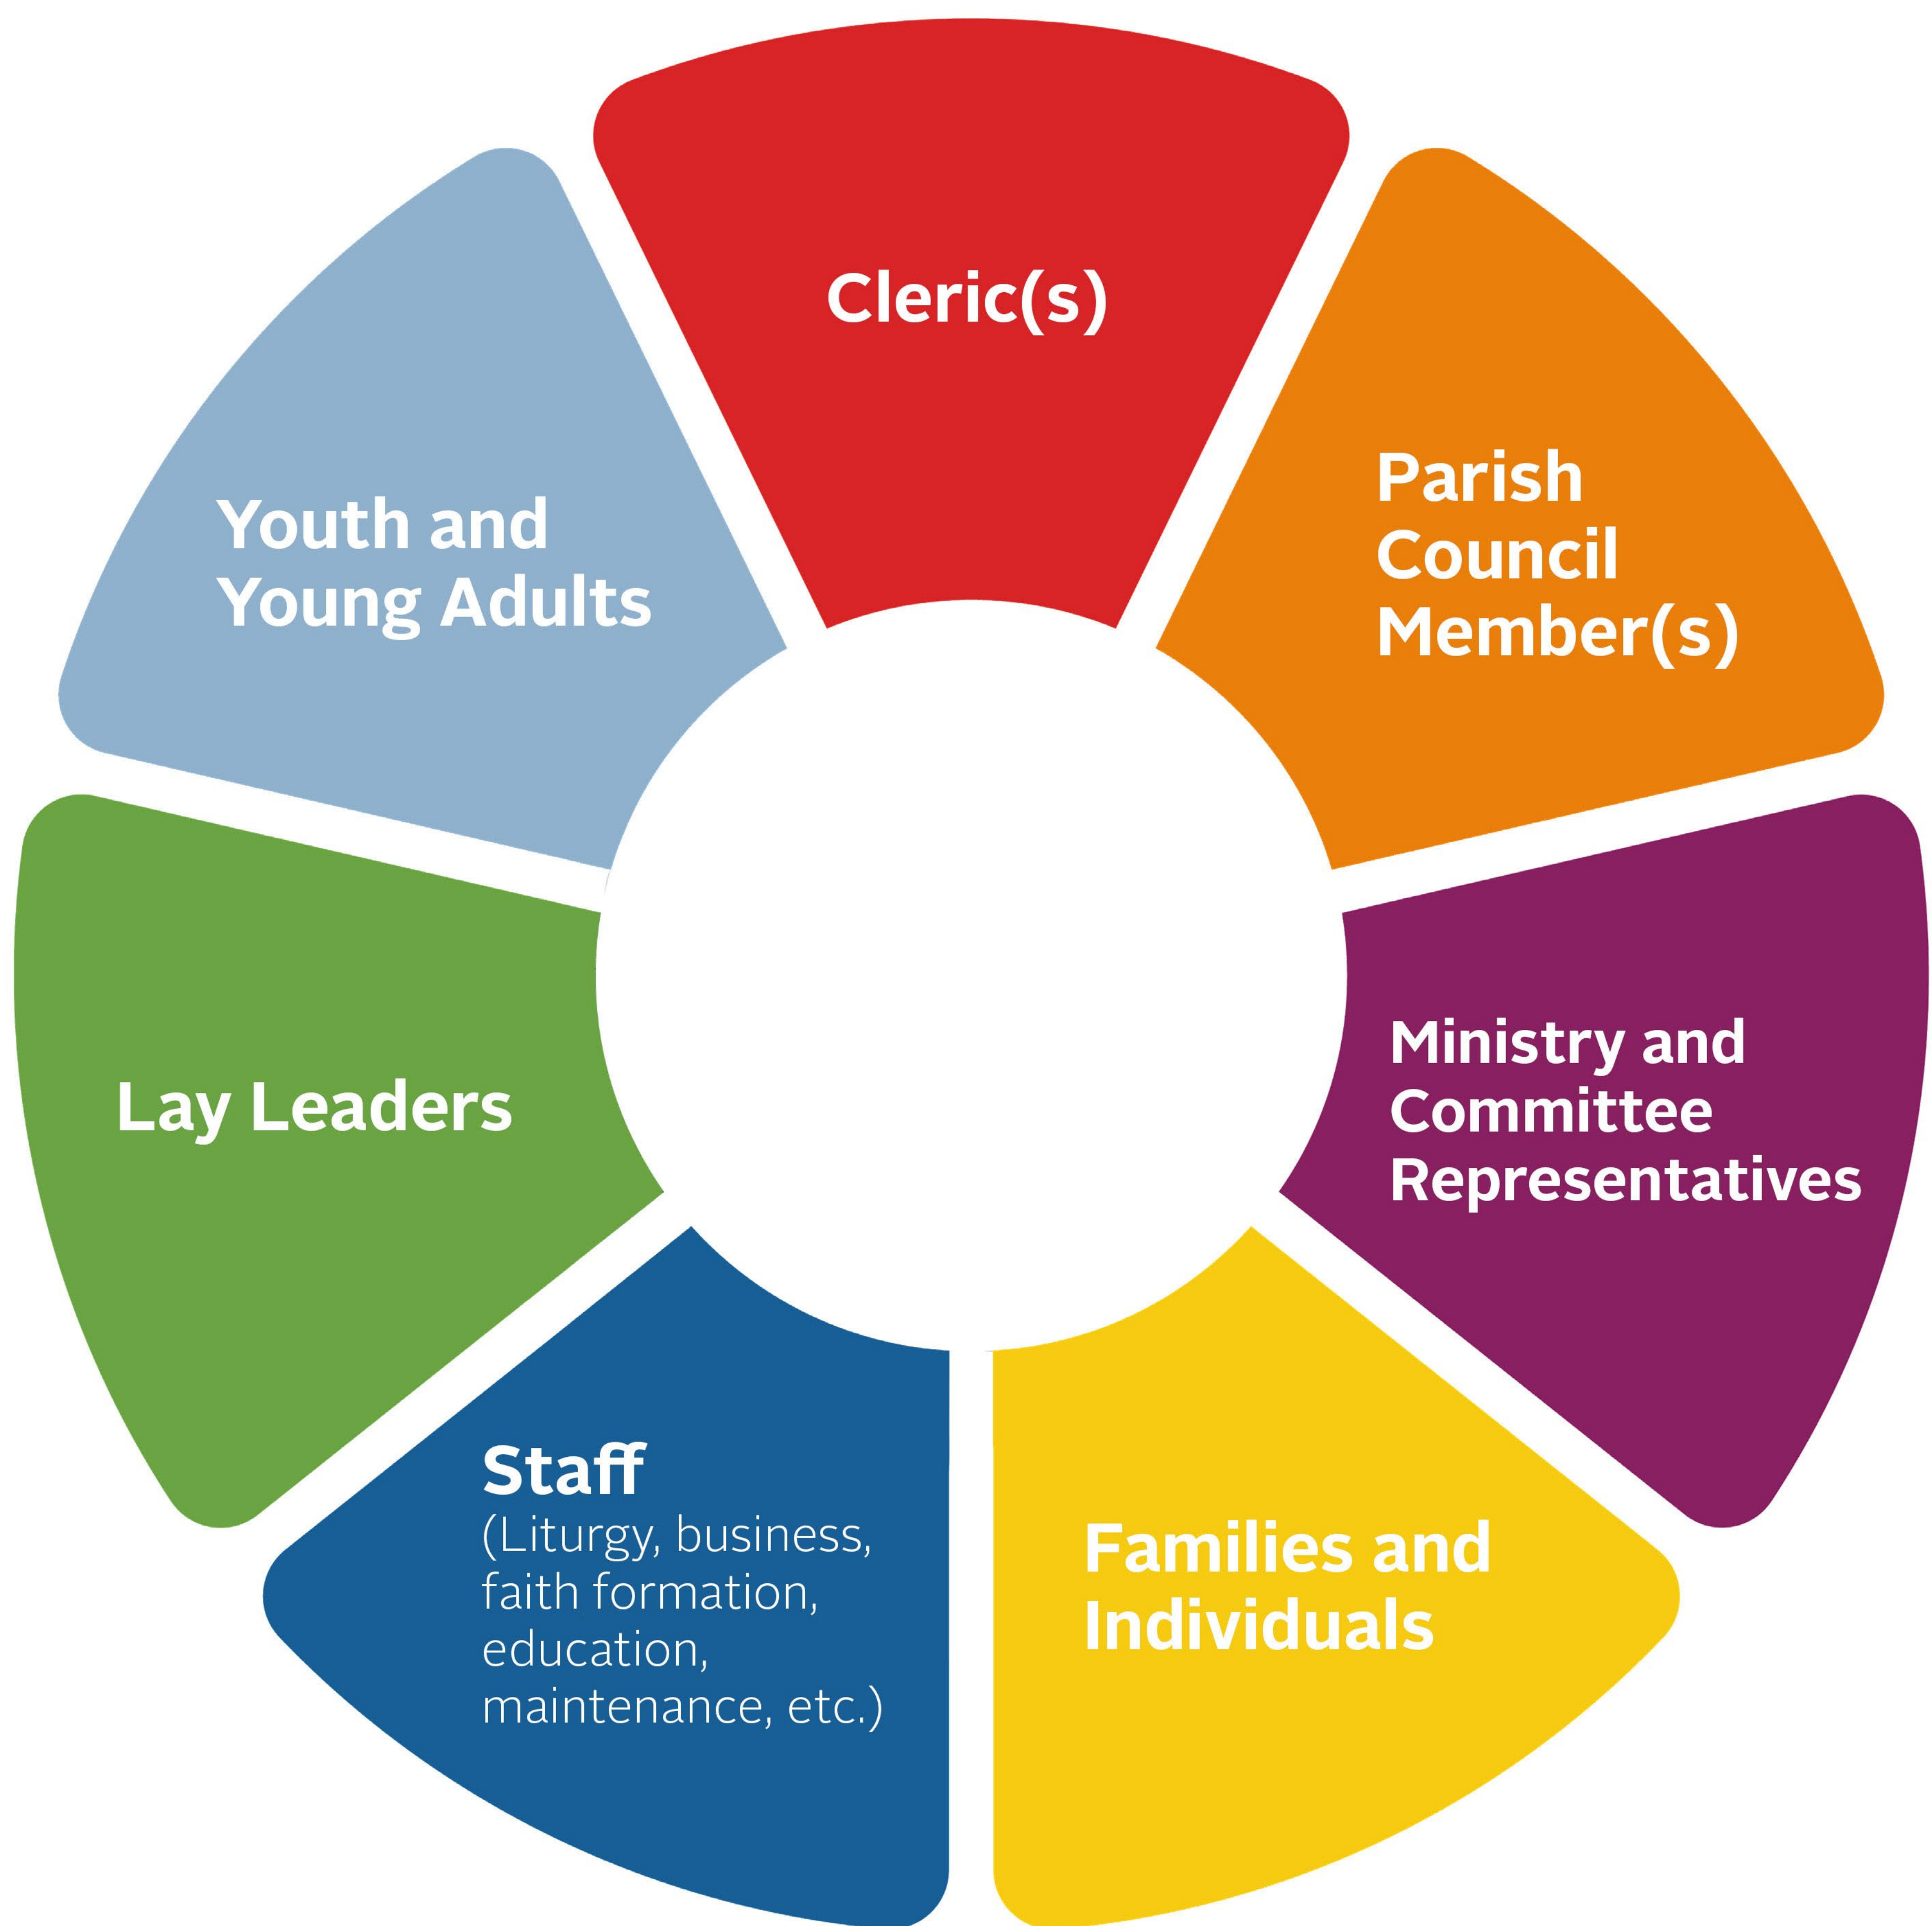 Cleric(s)
Parish
Council
Member(s)
Ministry and
Committee
Representatives
Families and
Individuals
Staff
(Liturgy, business,
faith formation,
education,
maintenance, etc.)
Lay Leaders
Youth and
Young Adults